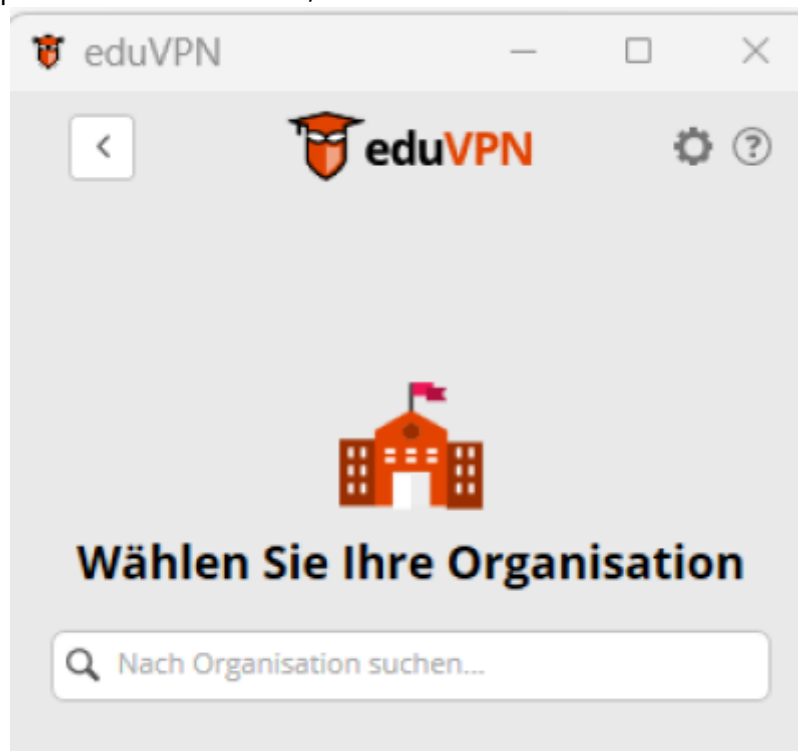 eduVPN
eduVPN
Wählen Sie Ihre Organisation
Nach Organisation suchen...